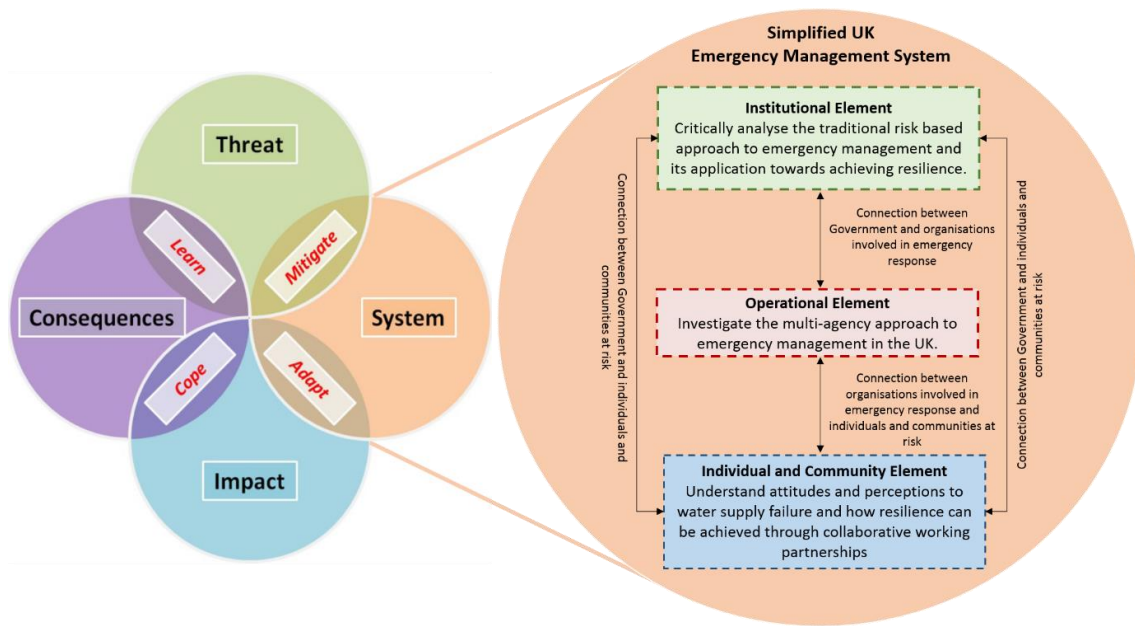 Threat
Learn
Mitigate
Consequences
System
Cope
Adapt
Impact
Simplified UK
Emergency Management System
Institutional Element
Critically analyse the traditional risk based
approach to emergency management and
its application towards achieving resilience.
Connection between
Government and organisations
involved in emergency
response
Operational Element
Investigate the multi-agency approach to
emergency management in the UK.
Connection between
organisations involved in
emergency response and
individuals and communities at
risk
Individual and Community Element
Understand attitudes and perceptions to
water supply failure and how resilience can
be achieved through collaborative working
partnerships
Connection between Government and individuals and
communities at risk
Connection between Government and individuals and
communities at risk